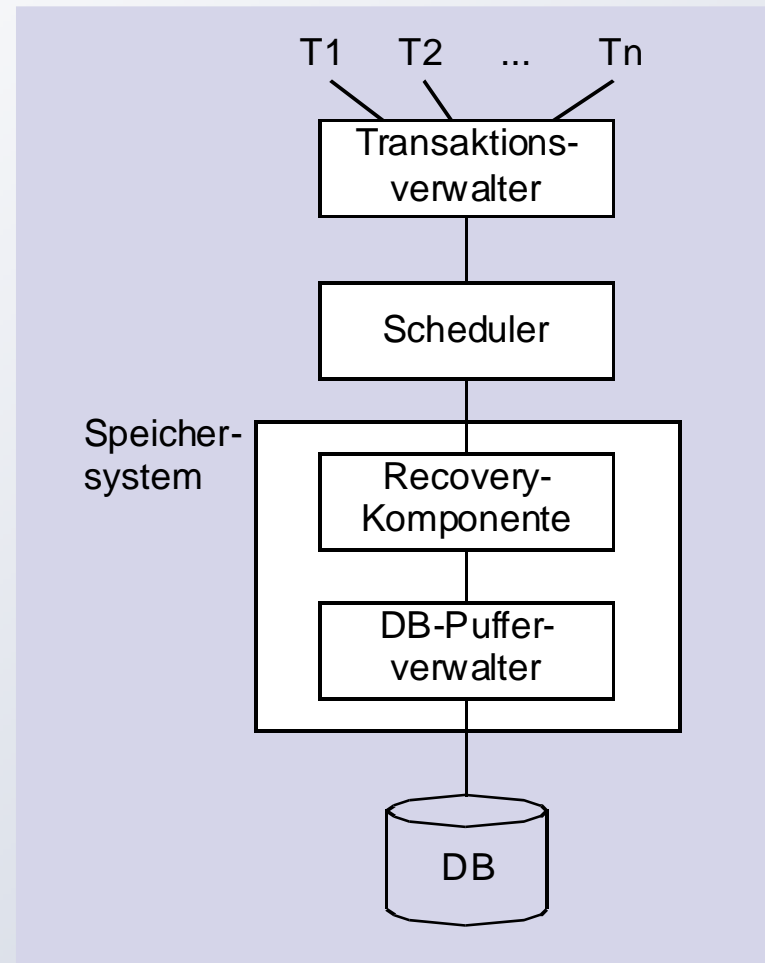 T1 T2 ... Tn
Transaktions-
verwalter
Scheduler
Speicher-
system
Recovery-
Komponente
DB-Puffer-
verwalter
DB